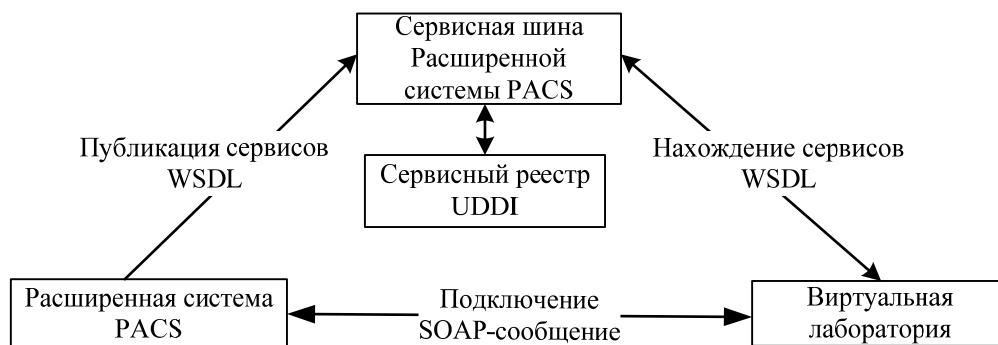 Сервисная шина
Расширенной
системы PACS
Публикация сервисов
WSDL
Нахождение сервисов
WSDL
Сервисный реестр
UDDI
Расширенная система
PACS
Подключение
SOAP-сообщение
Виртуальная
лаборатория